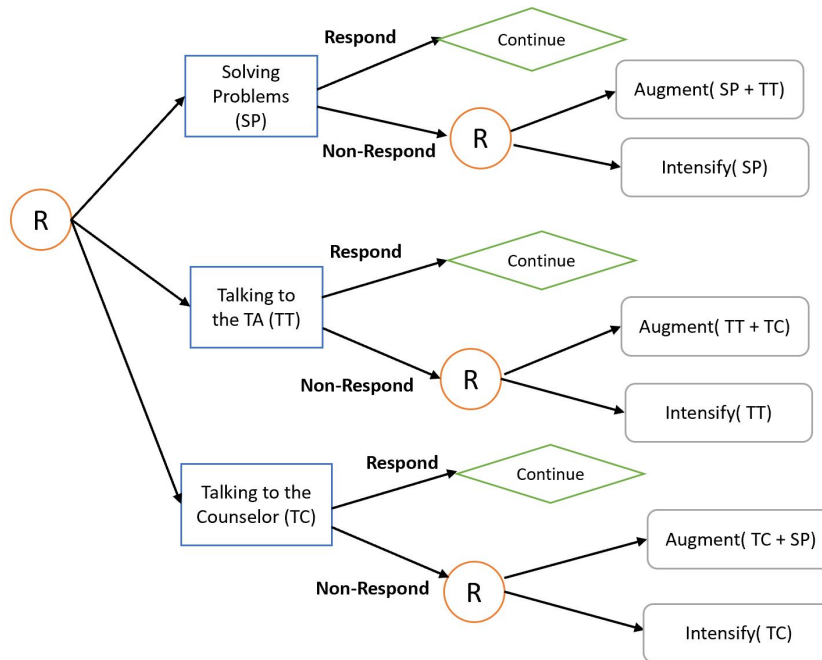 Respond
Continue
Solving
Problems
(SP)
Augment( SP + TT)
R
Non-Respond
Intensify( SP)
R
Respond
Continue
Talking to
the TA (TT)
Augment( TT + TC)
R
Non-Respond
Intensify( TT)
Respond
Continue
Talking to the
Counselor (TC)
Augment( TC + SP)
R
Non-Respond
Intensify( TC)